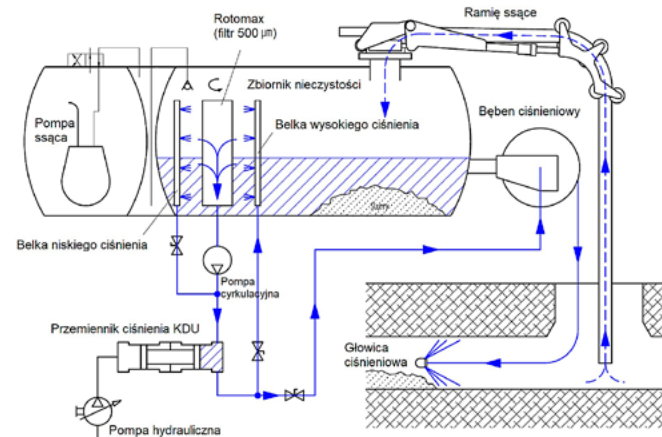 Rotomax
(filtr 500 µm)
Ramię ssące
Zbiornik nieczystości
Pompa
ssąca
Belka wysokiego ciśnienia
Bęben ciśnieniowy
Szlam
Belka niskiego ciśnienia
Pompa
cyrkulacyjna
Przemiennik ciśnienia KDU
Głowica
ciśnieniowa
Pompa hydrauliczna